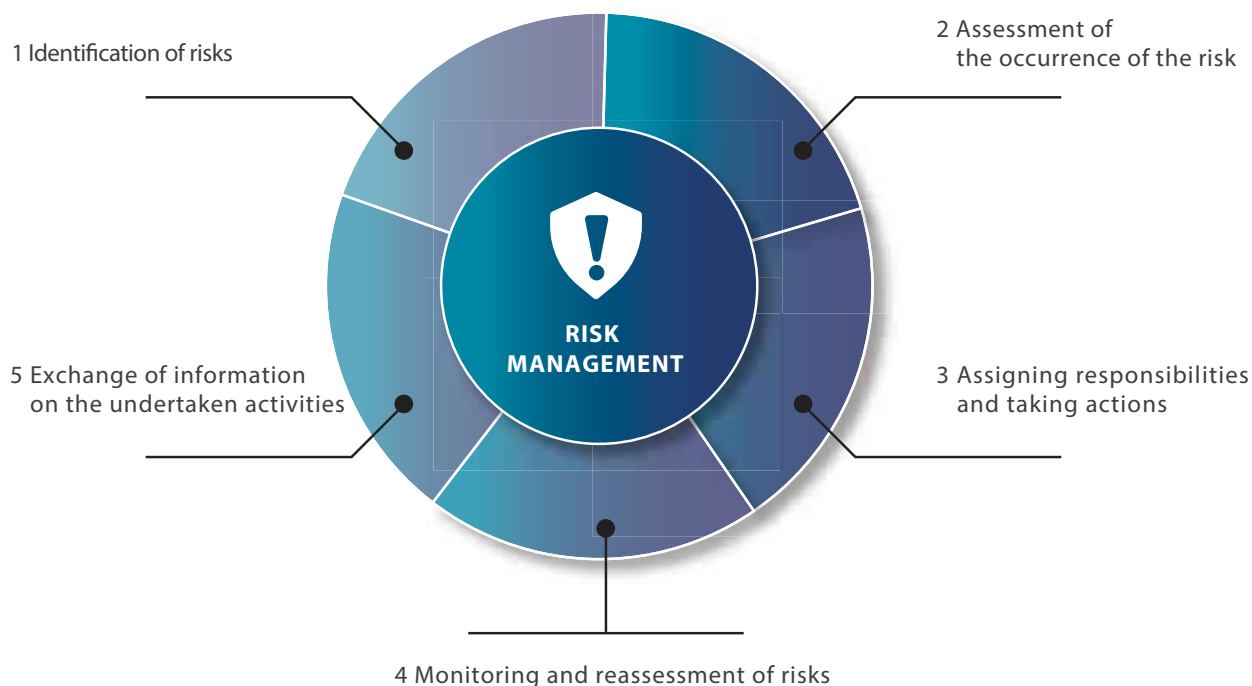 1 Identification of risks
2 Assessment of
the occurrence of the risk
RISK
MANAGEMENT
3 Assigning responsibilities
and taking actions
4 Monitoring and reassessment of risks
5 Exchange of information
on the undertaken activities